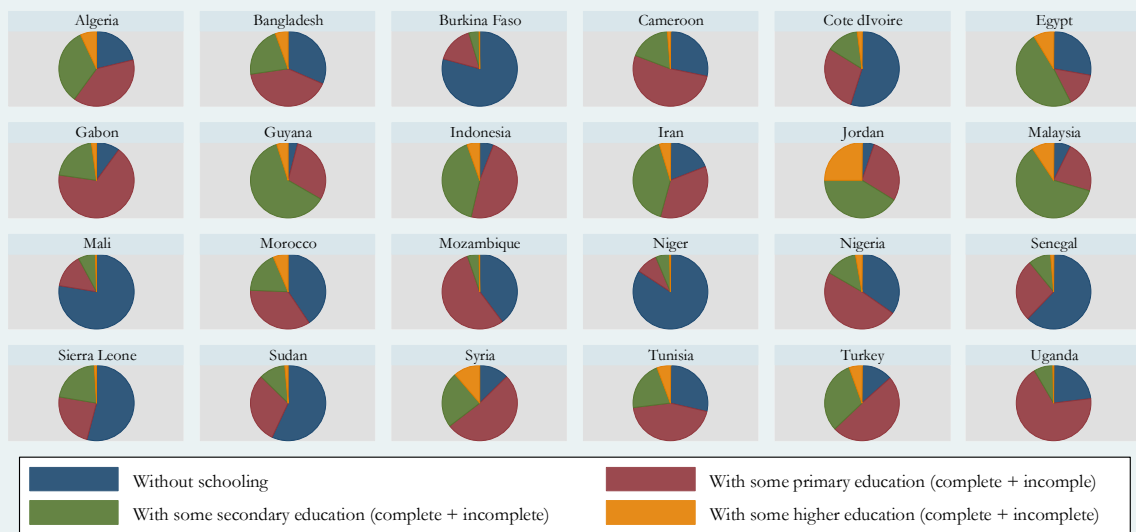 Algeria Bangladesh Burkina Faso Cameroon Cote dIvoire Egypt
Gabon Guyana Indonesia Iran Jordan Malaysia
Mali Morocco Mozambique Niger Nigeria Senegal
Sierra Leone Sudan Syria Tunisia Turkey Uganda
Without schooling With some primary education (complete + incomple)
With some secondary education (complete + incomplete) With some higher education (complete + incomplete)